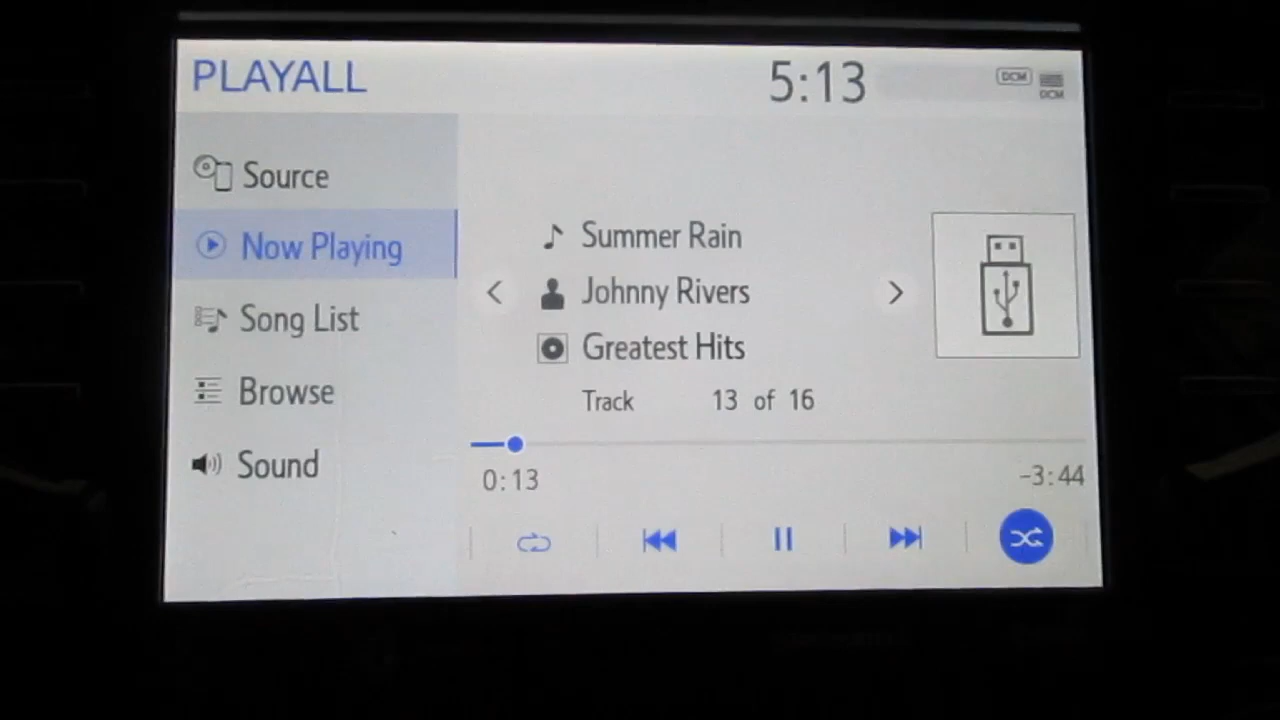 PLAYALL
5:13
DCM
DCM
Source
Now Playing
Song List
Browse
Sound
Summer Rain
Johnny Rivers
Greatest Hits
Track 13 of 16
0:13
-3:44